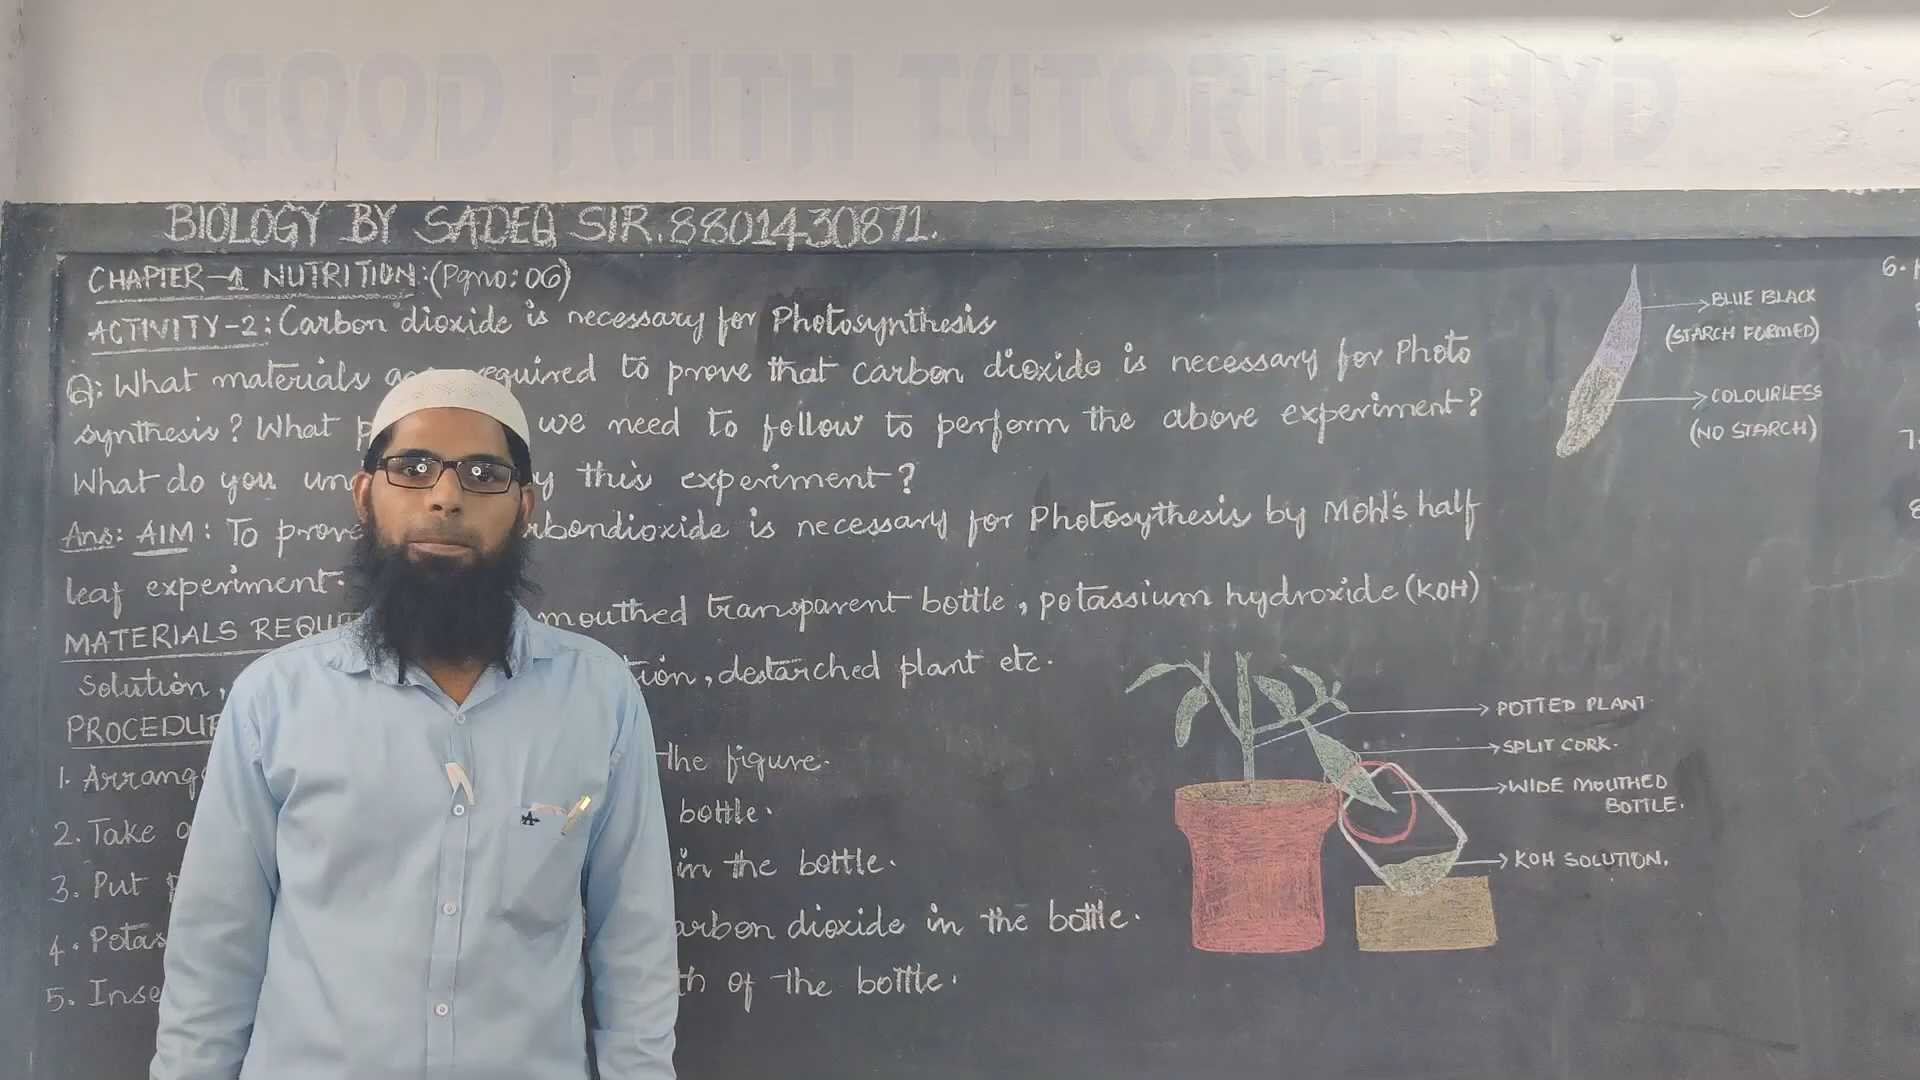 GOOD FAITH TUTORIAL HYD
BIOLOGY BY SADEQ SIR. 8801430871.
CHAPTER-1 NUTRITION: (Pgno: 06)
ACTIVITY-2: Carbon dioxide is necessary for Photosynthesis
Q: What materials required to prove that carbon dioxide is necessary for Photo
synthesis? What we need to follow to perform the above experiment?
What do you this experiment?
Ans: AIM: To prove is necessary for Photosythesis by Mohl's half
leaf experiment.
MATERIALS mouthed transparent bottle, potassium hydroxide (KOH)
Solution, destarched plant etc.
PROCEDUR
1. Arrang the figure.
2. Take bottle.
3. Put in the bottle.
4. Potas arbon dioxide in the bottle.
5. Inse th of the bottle.
BLUE BLACK
(STARCH FORMED)
COLOURLESS
(NO STARCH)
POTTED PLANT
SPLIT CORK.
WIDE MOUTHED
BOTTLE.
KOH SOLUTION.
6.
7.
8